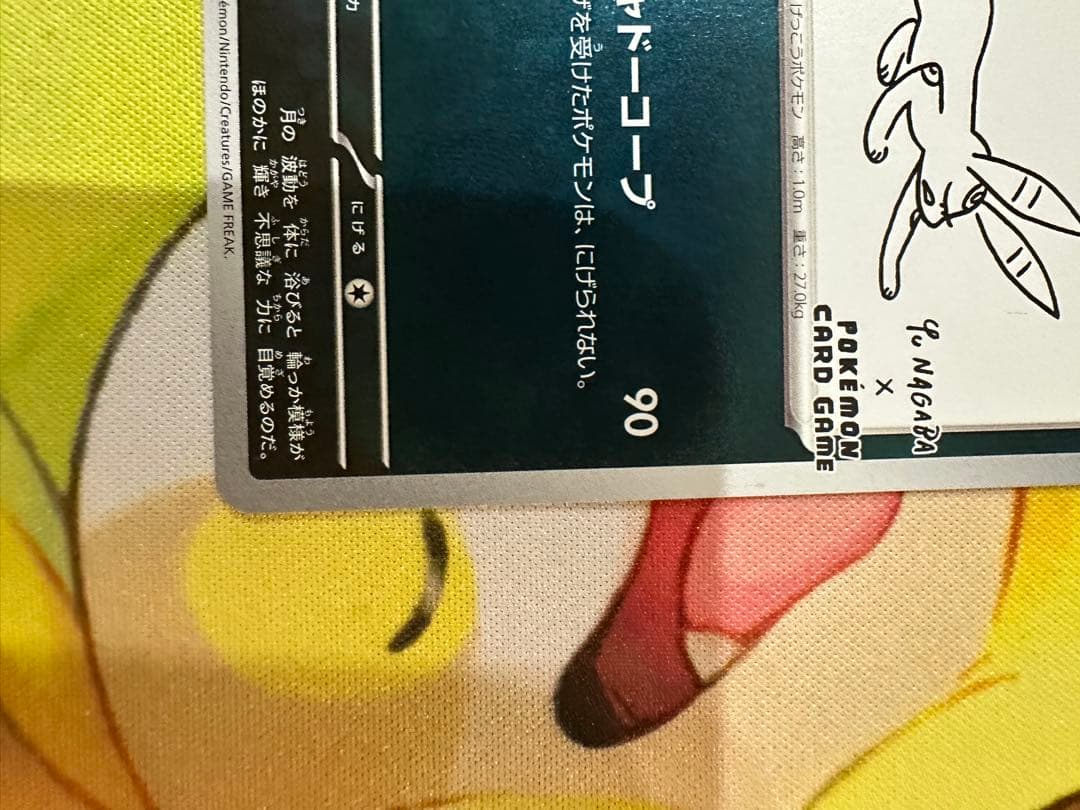 Yu NAGABA
×
POKÉMON
CARD GAME
げっこうポケモン 高さ：1.0m 重さ：27.0kg
ャドーコープ 90
を受けたポケモンは、にげられない。
にげる
月の 波動を 体に 浴びると 輪っか模様が
ほのかに 輝き 不思議な 力に 目覚めるのだ。
émon/Nintendo/Creatures/GAME FREAK.